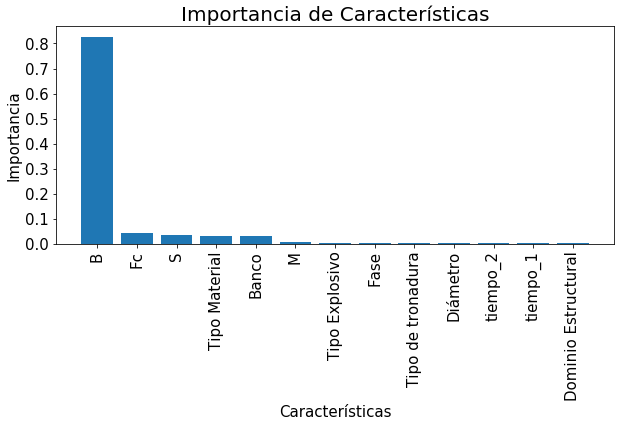 Importancia de Características
Importancia
0.8
0.7
0.6
0.5
0.4
0.3
0.2
0.1
0.0
B
Fc
S
Tipo Material
Banco
M
Tipo Explosivo
Fase
Tipo de tronadura
Diámetro
tiempo_2
tiempo_1
Dominio Estructural
Características